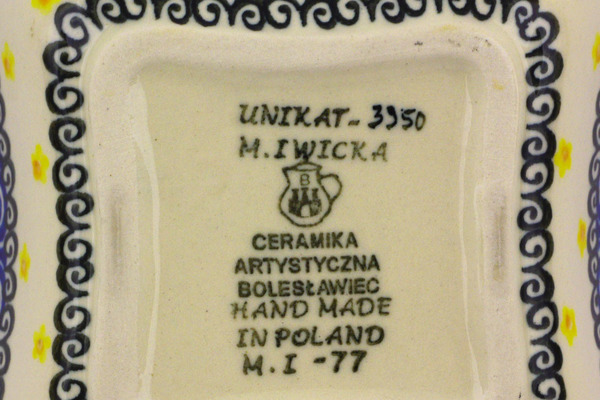 UNIKAT-- 3950
M. IWICKA
B
CERAMIKA
ARTYSTYCZNA
BOLESŁAWIEC
HAND MADE
IN POLAND
M.I -77